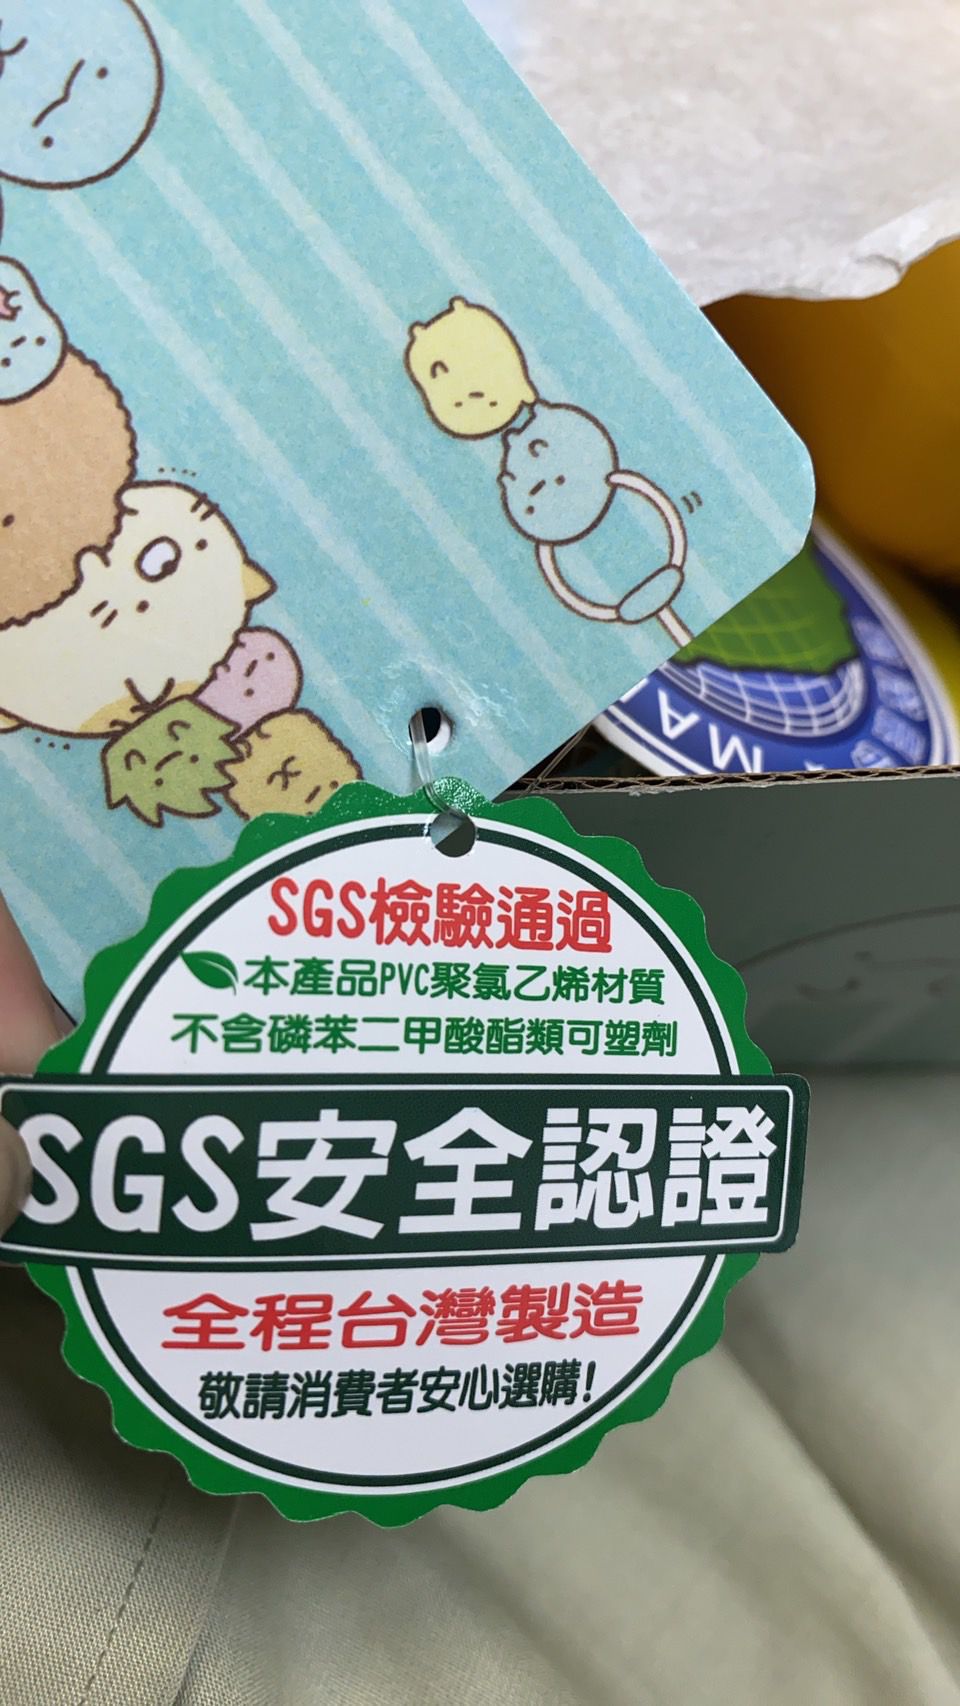 SGS檢驗通過
本產品PVC聚氯乙烯材質
不含磷苯二甲酸酯類可塑劑
SGS安全認證
全程台灣製造
敬請消費者安心選購!
MA